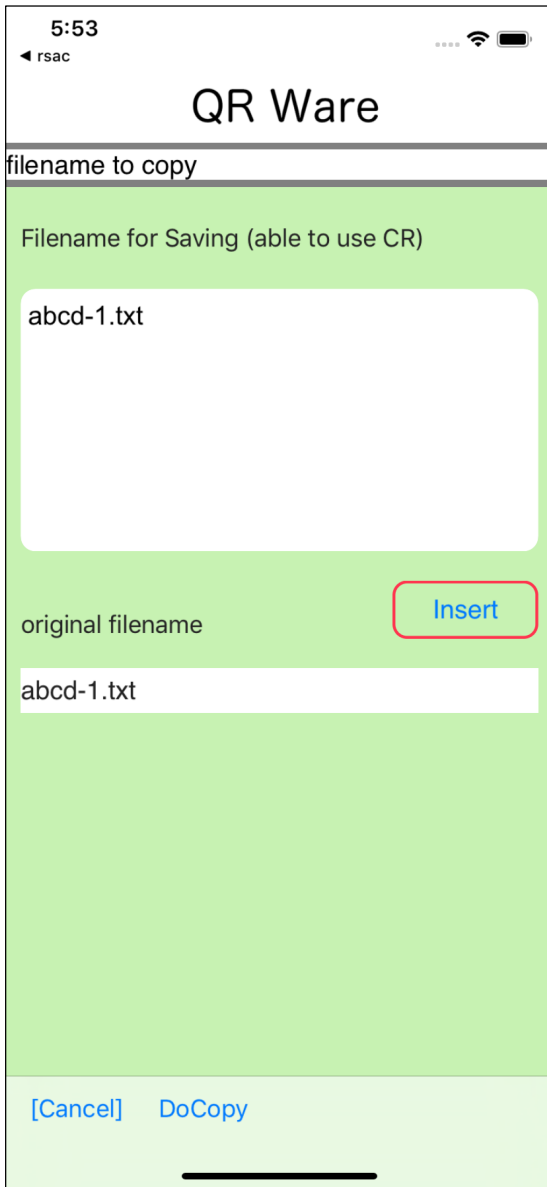 5:53
◀ rsac
QR Ware
filename to copy
Filename for Saving (able to use CR)
abcd-1.txt
Insert
original filename
abcd-1.txt
[Cancel] DoCopy